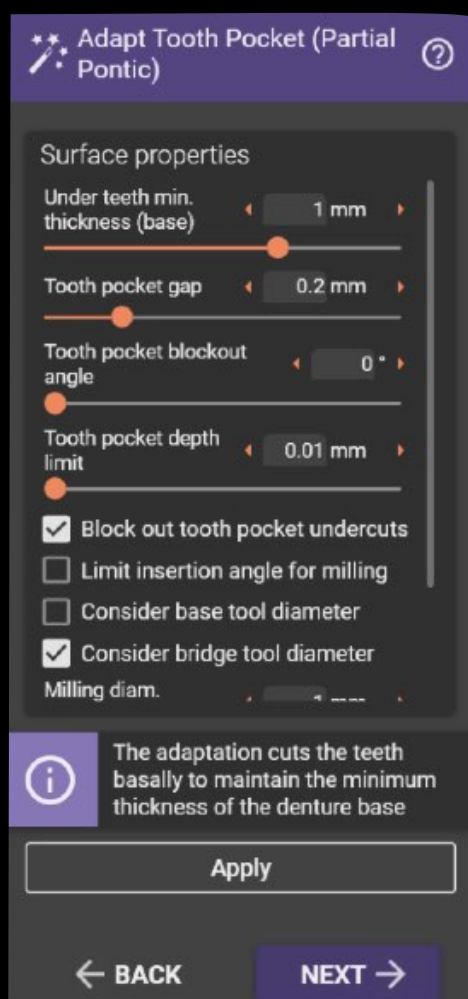 Adapt Tooth Pocket (Partial
Pontic)
Surface properties
Under teeth min.
thickness (base)
1 mm
Tooth pocket gap
0.2 mm
Tooth pocket blockout
angle
0 °
Tooth pocket depth
limit
0.01 mm
Block out tooth pocket undercuts
Limit insertion angle for milling
Consider base tool diameter
Consider bridge tool diameter
Milling diam.
The adaptation cuts the teeth
basally to maintain the minimum
thickness of the denture base
Apply
BACK
NEXT